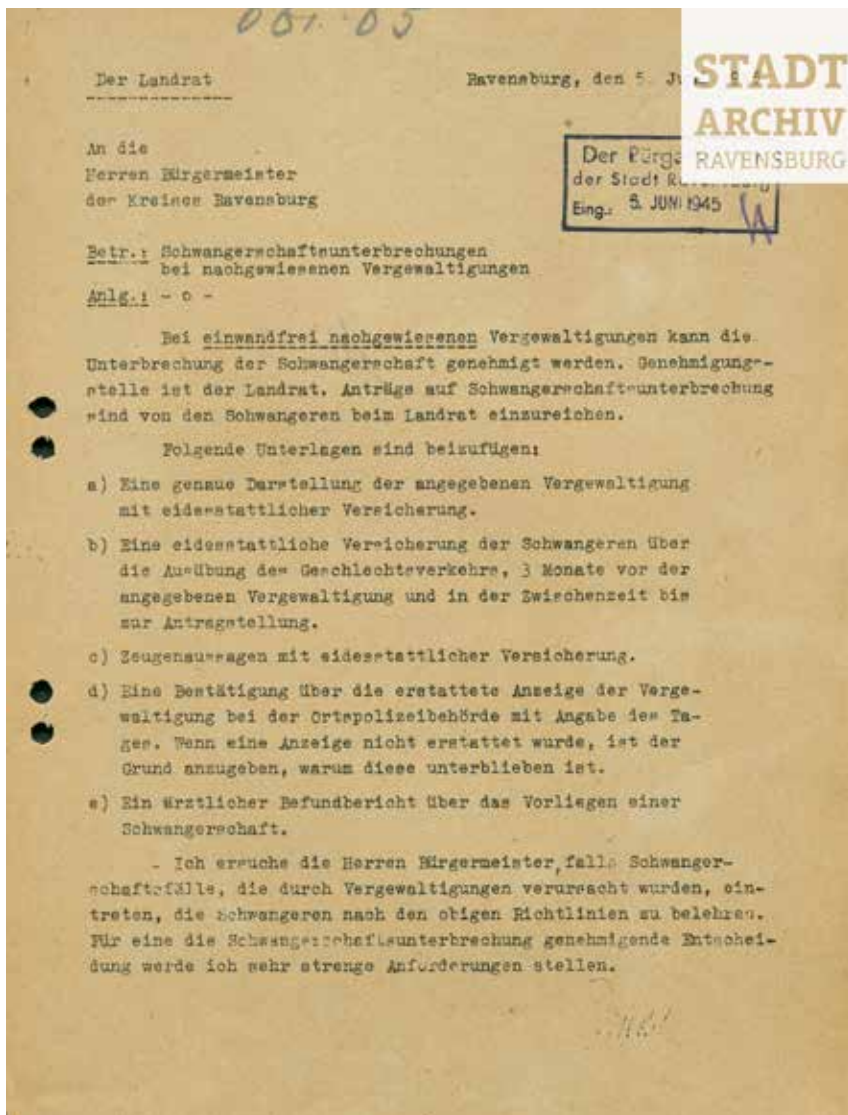 001.05
Der Landrat
Ravensburg, den 5.
STADT
ARCHIV
RAVENSBURG
An die
Herren Bürgermeister
des Kreises Ravensburg
Der
der Stadt
Eing.: 5. JUNI 1945
Betr.: Schwangerschaftsunterbrechungen
bei nachgewiesenen Vergewaltigungen
Anlg.: - o -
Bei einwandfrei nachgewiesenen Vergewaltigungen kann die
Unterbrechung der Schwangerschaft genehmigt werden. Genehmigungs-
stelle ist der Landrat. Anträge auf Schwangerschaftsunterbrechung
sind von den Schwangeren beim Landrat einzureichen.
Folgende Unterlagen sind beizufügen:
a) Eine genaue Darstellung der angegebenen Vergewaltigung
mit eidesstattlicher Versicherung.
b) Eine eidesstattliche Versicherung der Schwangeren über
die Ausübung des Geschlechtsverkehrs, 3 Monate vor der
angegebenen Vergewaltigung und in der Zwischenzeit bis
zur Antragstellung.
c) Zeugenaussagen mit eidesstattlicher Versicherung.
d) Eine Bestätigung über die erstattete Anzeige der Verge-
waltigung bei der Ortspolizeibehörde mit Angabe des Ta-
ges. Wenn eine Anzeige nicht erstattet wurde, ist der
Grund anzugeben, warum diese unterblieben ist.
e) Ein ärztlicher Befundbericht über das Vorliegen einer
Schwangerschaft.
- Ich ersuche die Herren Bürgermeister, falls Schwanger-
schaftsfälle, die durch Vergewaltigungen verursacht wurden, ein-
treten, die Schwangeren nach den obigen Richtlinien zu belehren.
Für eine die Schwangerschaftsunterbrechung genehmigende Entschei-
dung werde ich sehr strenge Anforderungen stellen.